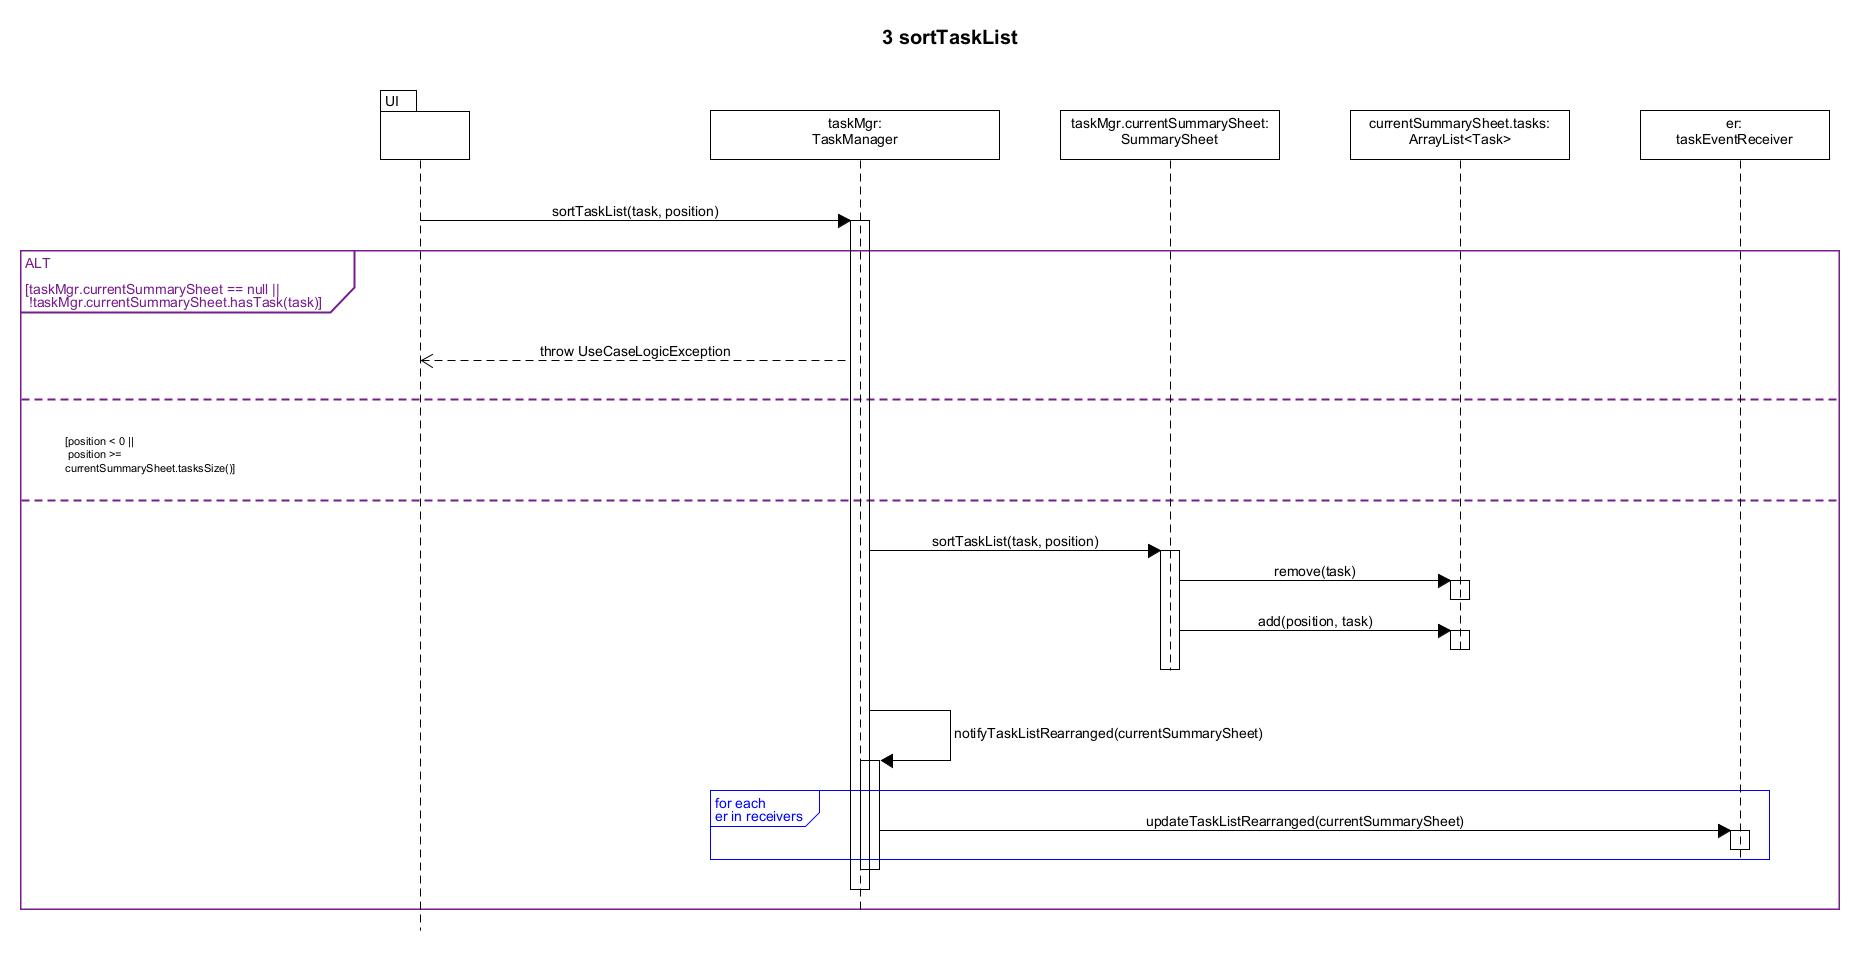 3 sortTaskList
UI
taskMgr:
TaskManager
taskMgr.currentSummarySheet:
SummarySheet
currentSummarySheet.tasks:
ArrayList<Task>
er:
taskEventReceiver
sortTaskList(task, position)
ALT
[taskMgr.currentSummarySheet == null ||
!taskMgr.currentSummarySheet.hasTask(task)]
throw UseCaseLogicException
[position < 0 ||
position >=
currentSummarySheet.tasksSize()]
sortTaskList(task, position)
remove(task)
add(position, task)
notifyTaskListRearranged(currentSummarySheet)
for each
er in receivers
updateTaskListRearranged(currentSummarySheet)